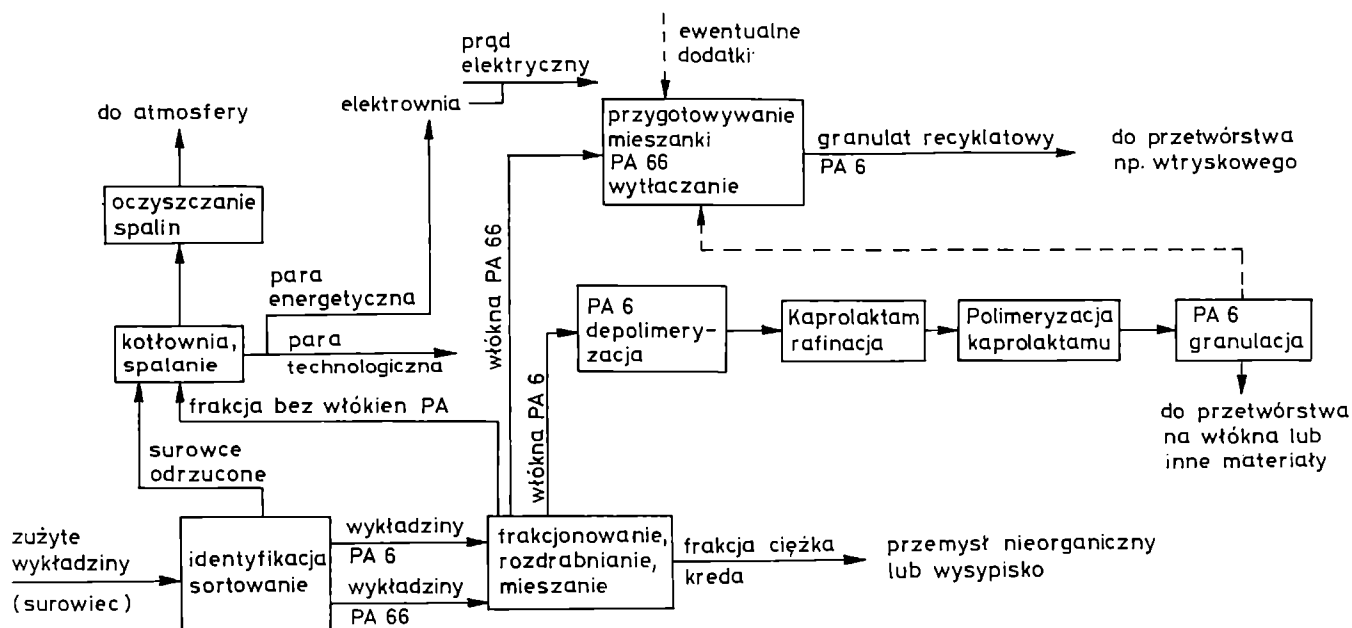 prąd
elektryczny
ewentualne
dodatki
elektrownia
do atmosfery
przygotowywanie
mieszanki
PA 66
wytłaczanie
granulat recyklatowy
PA 6
do przetwórstwa
np. wtryskowego
oczyszczanie
spalin
para
energetyczna
włókna PA 66
kotłownia,
spalanie
para
technologiczna
PA 6
depolimery-
zacja
Kaprolaktam
rafinacja
Polimeryzacja
kaprolaktamu
PA 6
granulacja
frakcja bez włókien PA
włókna PA 6
do przetwórstwa
na włókna lub
inne materiały
surowce
odrzucone
zużyte
wykładziny
(surowiec)
identyfikacja
sortowanie
wykładziny
PA 6
wykładziny
PA 66
frakcjonowanie,
rozdrabnianie,
mieszanie
frakcja ciężka
kreda
przemysł nieorganiczny
lub wysypisko